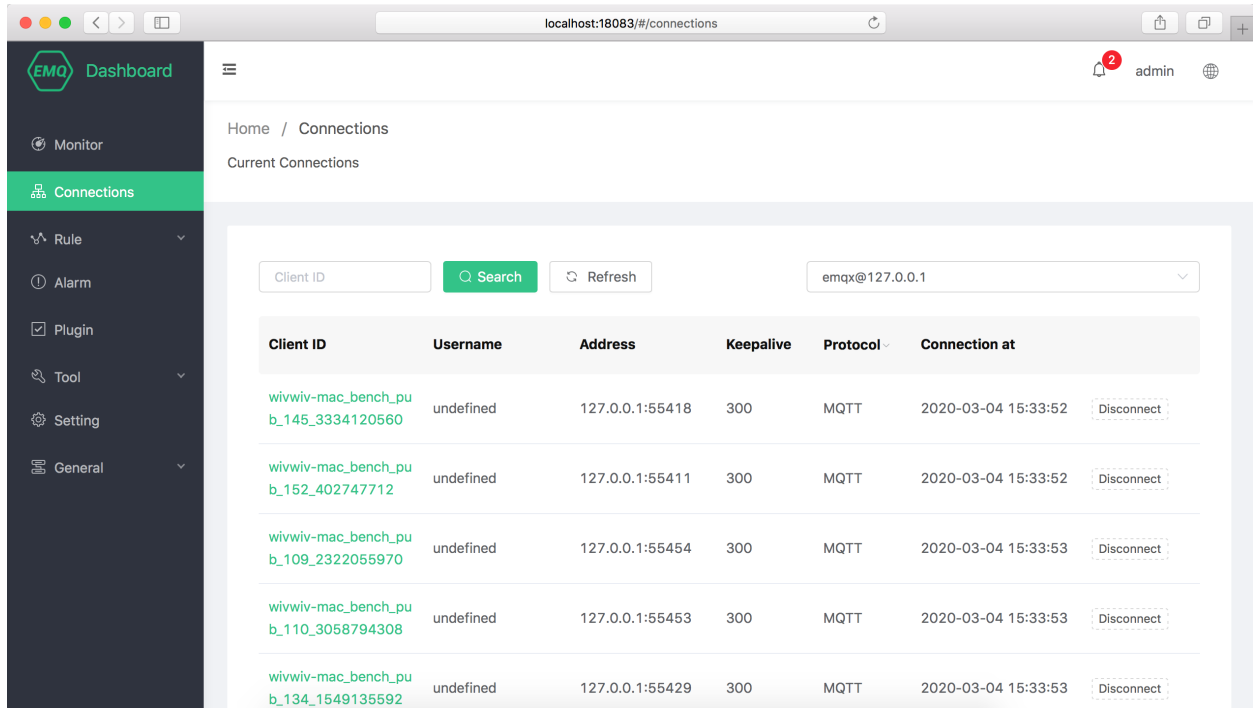 localhost:18083/#/connections
EMQ Dashboard
2
admin
Home / Connections
Current Connections
Monitor
Connections
Rule
Alarm
Plugin
Tool
Setting
General
Client ID Search Refresh emqx@127.0.0.1
Client ID Username Address Keepalive Protocol Connection at
wivwiv-mac_bench_pu
b_145_3334120560
undefined 127.0.0.1:55418 300 MQTT 2020-03-04 15:33:52 Disconnect
wivwiv-mac_bench_pu
b_152_402747712
undefined 127.0.0.1:55411 300 MQTT 2020-03-04 15:33:52 Disconnect
wivwiv-mac_bench_pu
b_109_2322055970
undefined 127.0.0.1:55454 300 MQTT 2020-03-04 15:33:53 Disconnect
wivwiv-mac_bench_pu
b_110_3058794308
undefined 127.0.0.1:55453 300 MQTT 2020-03-04 15:33:53 Disconnect
wivwiv-mac_bench_pu
b_134_1549135592
undefined 127.0.0.1:55429 300 MQTT 2020-03-04 15:33:53 Disconnect